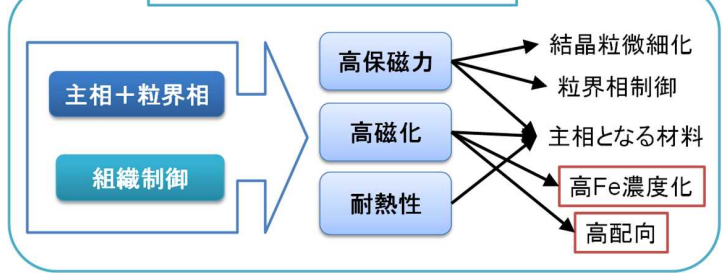 主相＋粒界相
組織制御
高保磁力
高磁化
耐熱性
結晶粒微細化
粒界相制御
主相となる材料
高Fe濃度化
高配向